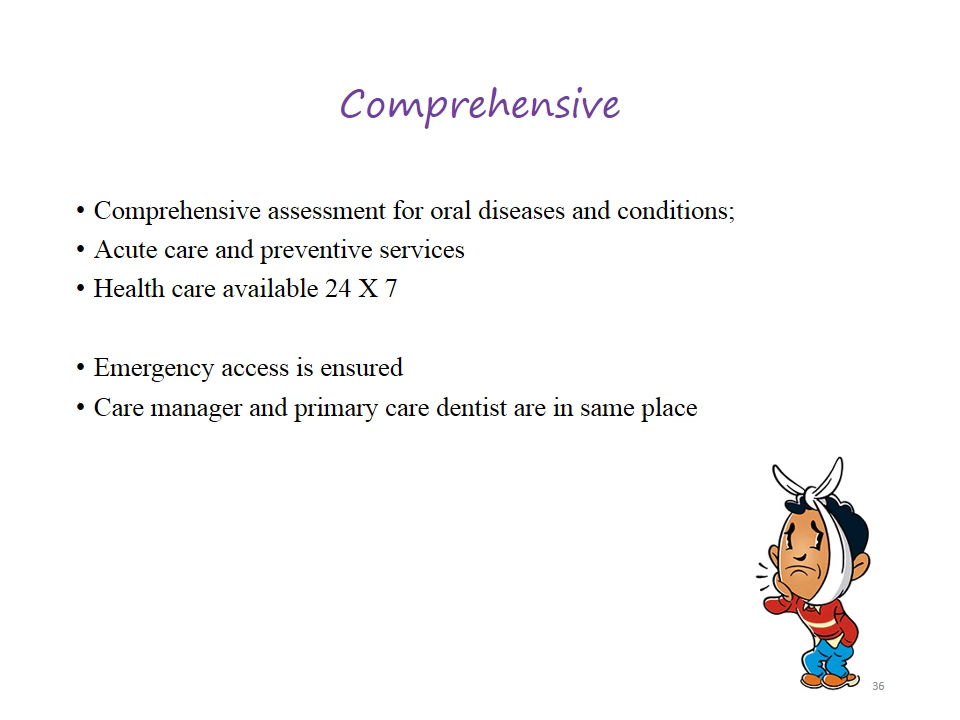 Comprehensive
• Comprehensive assessment for oral diseases and conditions;
• Acute care and preventive services
• Health care available 24 X 7
• Emergency access is ensured
• Care manager and primary care dentist are in same place
36